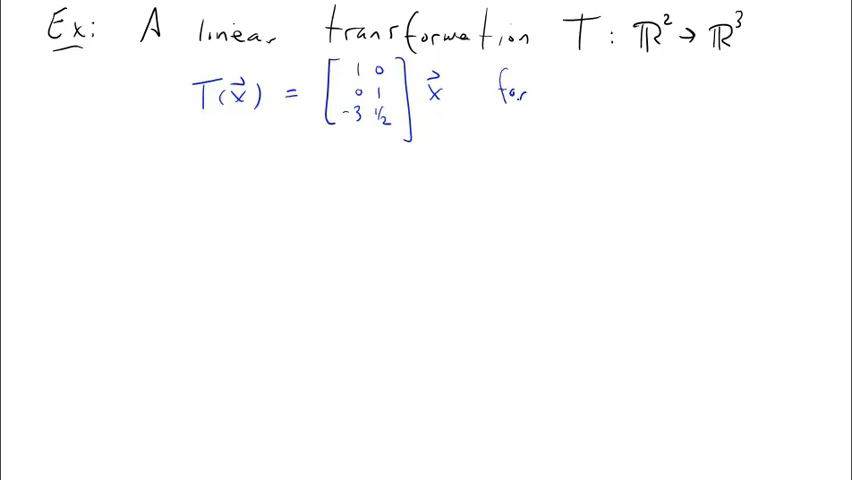 Ex: A linear transformation T: ℝ² → ℝ³
T(x⃗) = [1 0; 0 1; -3 1/2] x⃗ for